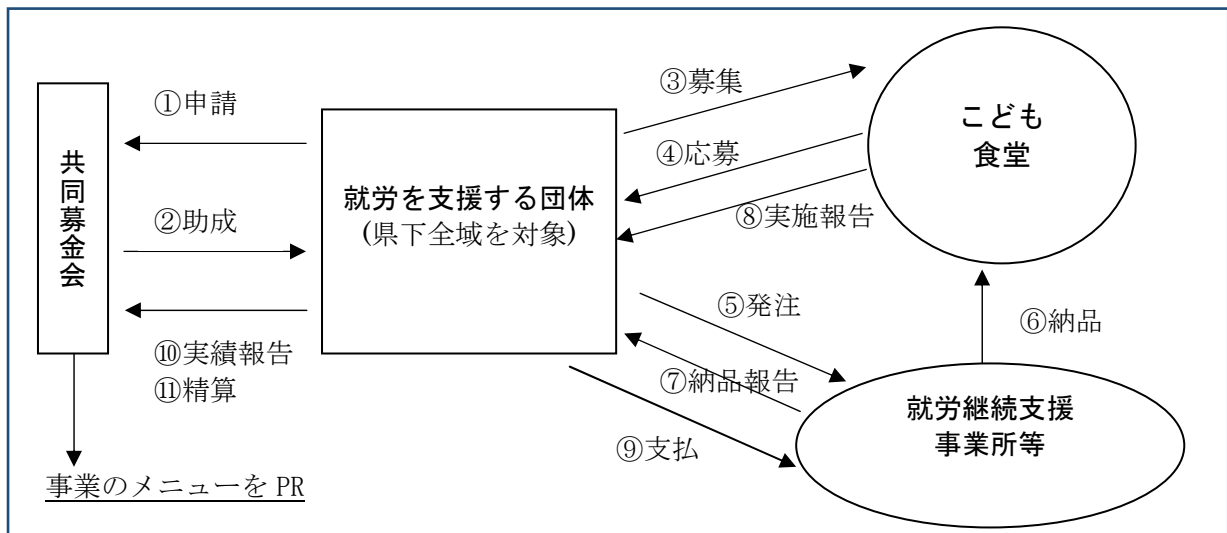 共同募金会
①申請
②助成
⑩実績報告
⑪精算
事業のメニューを PR
就労を支援する団体
(県下全域を対象)
③募集
④応募
⑧実施報告
こども
食堂
⑤発注
⑥納品
⑦納品報告
⑨支払
就労継続支援
事業所等